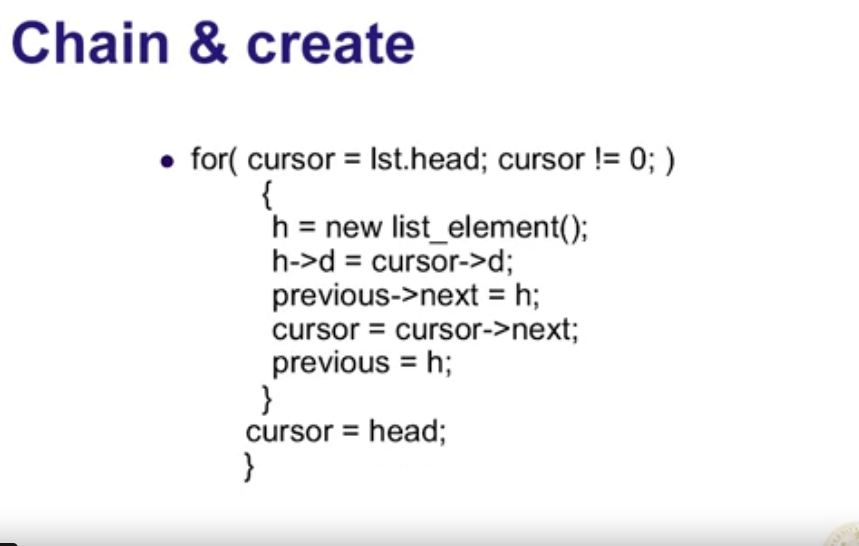 Chain & create
• for( cursor = lst.head; cursor != 0; )
{
h = new list_element();
h->d = cursor->d;
previous->next = h;
cursor = cursor->next;
previous = h;
}
cursor = head;
}